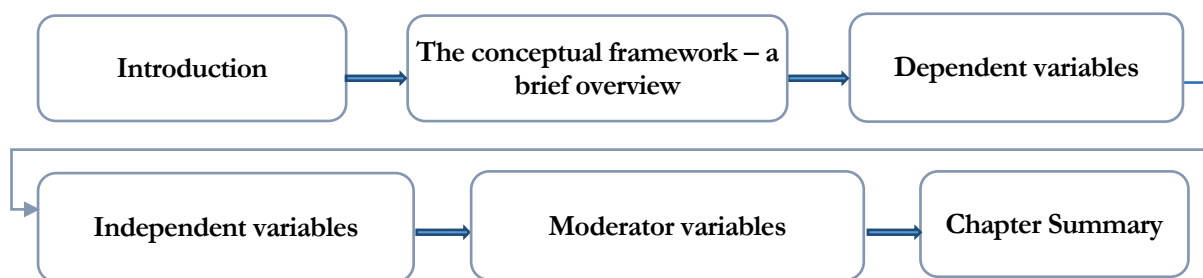 Introduction
The conceptual framework – a
brief overview
Dependent variables
Independent variables
Moderator variables
Chapter Summary